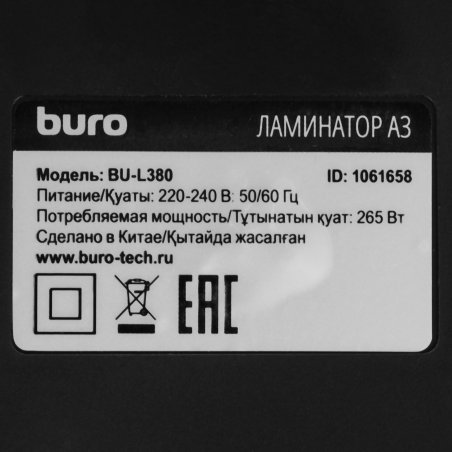 buro
ЛАМИНАТОР А3
Модель: BU-L380 ID: 1061658
Питание/Қуаты: 220-240 В: 50/60 Гц
Потребляемая мощность/Тұтынатын қуат: 265 Вт
Сделано в Китае/Қытайда жасалған
www.buro-tech.ru
EAC